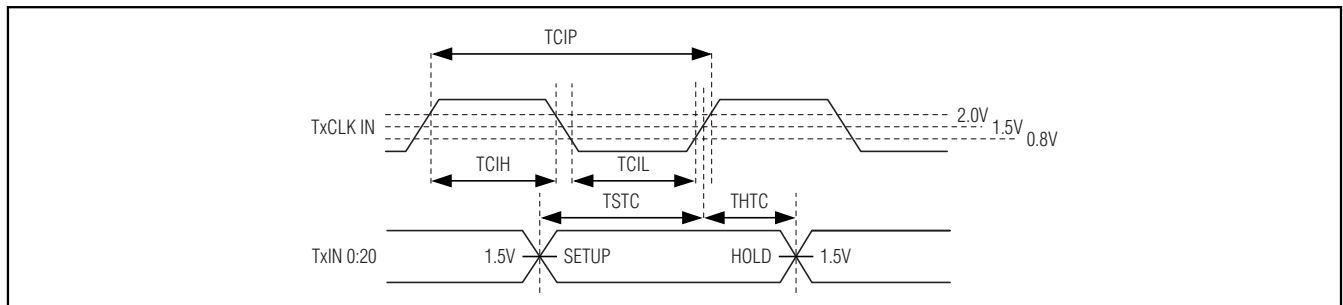 TCIP
TxCLK IN
2.0V
1.5V
0.8V
TCIH
TCIL
TSTC
THTC
TxIN 0:20
1.5V
SETUP
HOLD
1.5V